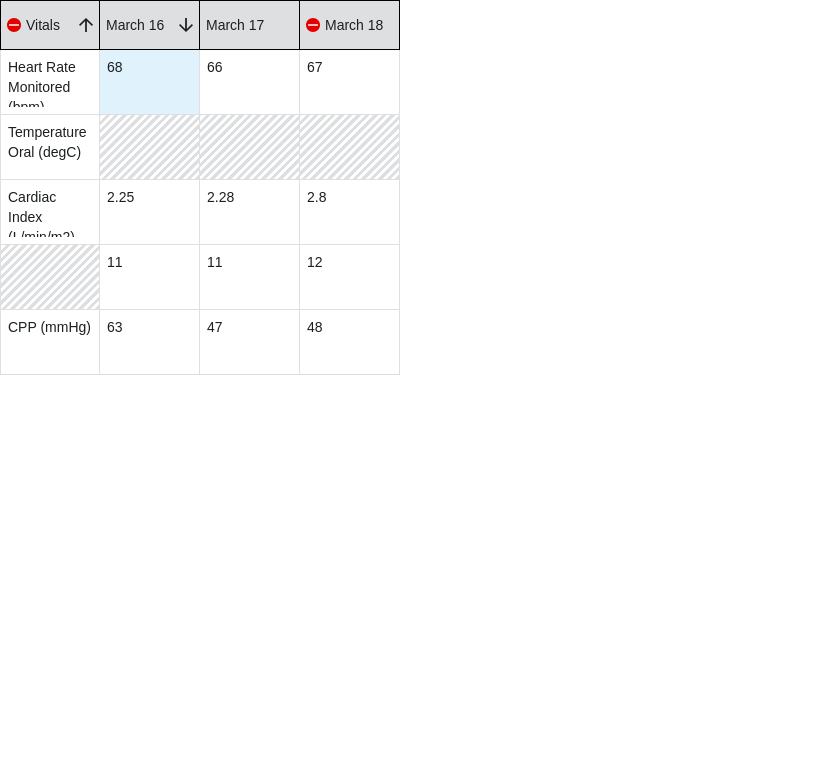 Vitals March 16 March 17 March 18
Heart Rate 68 66 67
Monitored
(bpm)
Temperature
Oral (degC)
Cardiac 2.25 2.28 2.8
Index
(L/min/m2)
11 11 12
CPP (mmHg) 63 47 48